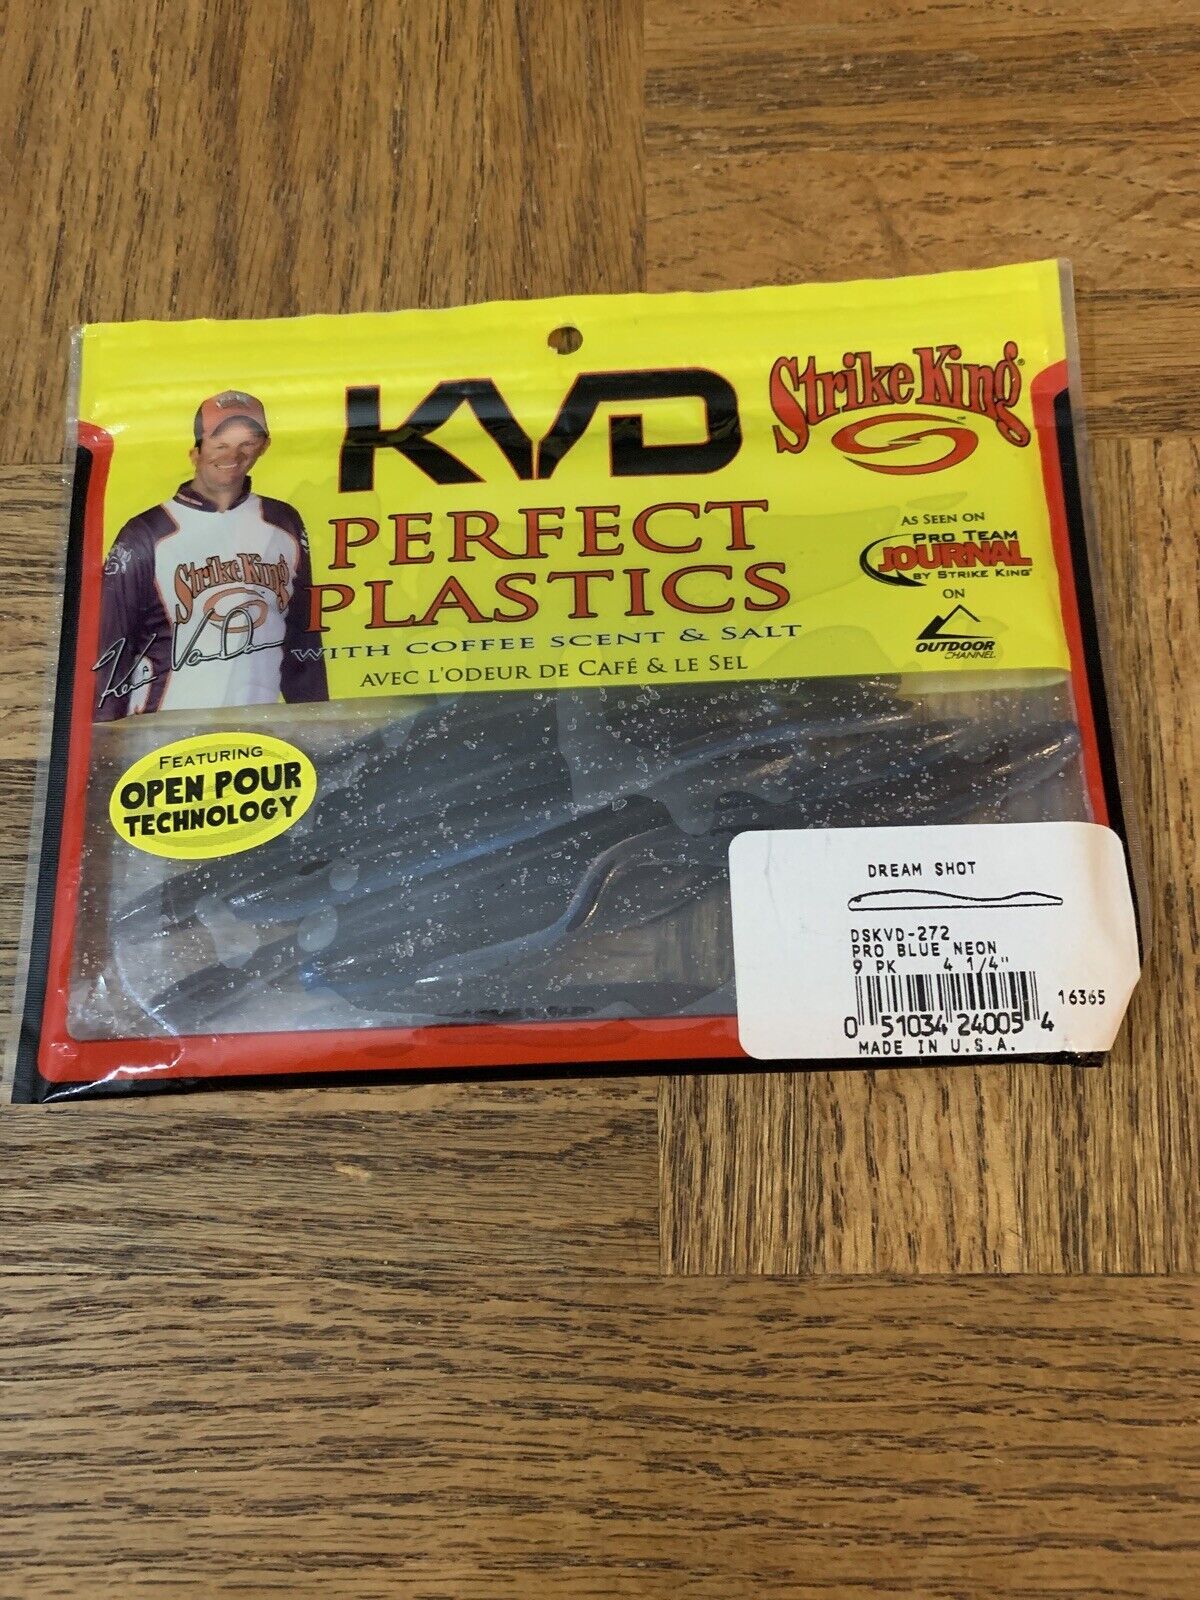 KVD
Strike King
PERFECT
PLASTICS
WITH COFFEE SCENT & SALT
AVEC L'ODEUR DE CAFÉ & LE SEL
AS SEEN ON
PRO TEAM
JOURNAL
BY STRIKE KING
ON
OUTDOOR
CHANNEL
Strike King
Kevin VanDam
FEATURING
OPEN POUR
TECHNOLOGY
DREAM SHOT
DSKVD-272
PRO BLUE NEON
9 PK 4 1/4"
16365
0 51034 24005 4
MADE IN U.S.A.